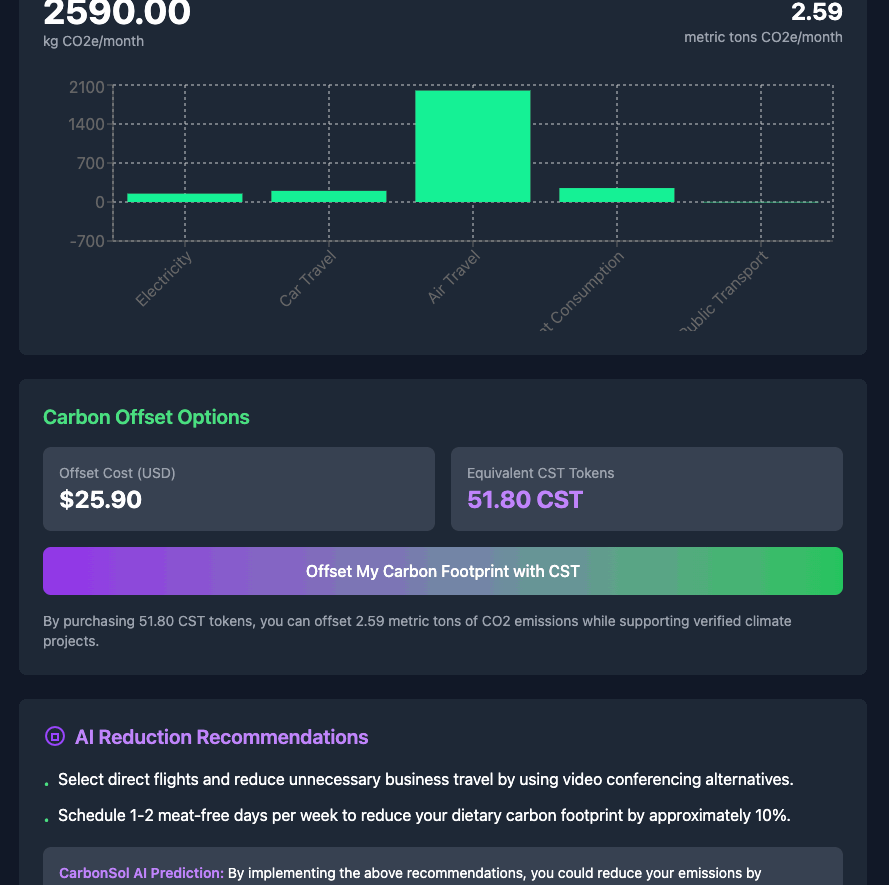 2590.00
2.59
kg CO2e/month
metric tons CO2e/month
2100
1400
700
0
-700
Electricity
Car Travel
Air Travel
Consumption
Public Transport
Carbon Offset Options
Offset Cost (USD)
$25.90
Equivalent CST Tokens
51.80 CST
Offset My Carbon Footprint with CST
By purchasing 51.80 CST tokens, you can offset 2.59 metric tons of CO2 emissions while supporting verified climate
projects.
AI Reduction Recommendations
Select direct flights and reduce unnecessary business travel by using video conferencing alternatives.
Schedule 1-2 meat-free days per week to reduce your dietary carbon footprint by approximately 10%.
CarbonSol AI Prediction: By implementing the above recommendations, you could reduce your emissions by